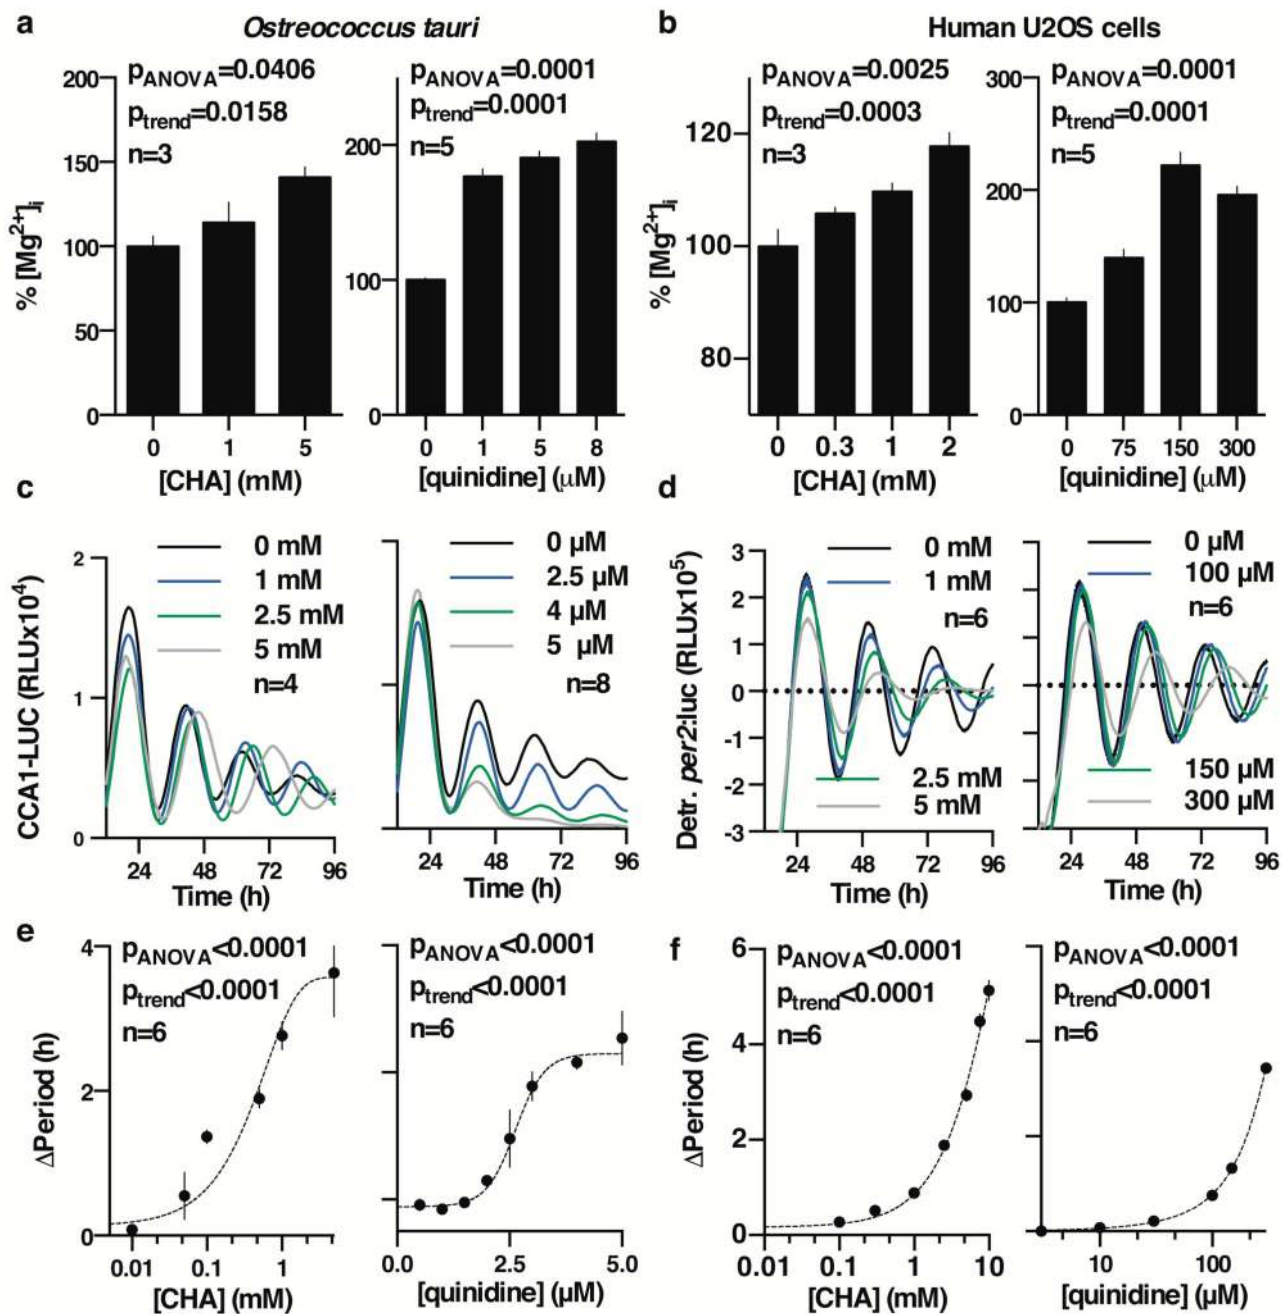 a
Ostreococcus tauri
b
Human U2OS cells
pANOVA=0.0406
ptrend=0.0158
n=3
% [Mg2+]i
200
150
100
50
0
0 1 5
[CHA] (mM)
pANOVA=0.0001
ptrend=0.0001
n=5
200
100
0
0 1 5 8
[quinidine] (μM)
pANOVA=0.0025
ptrend=0.0003
n=3
% [Mg2+]i
120
100
80
0 0.3 1 2
[CHA] (mM)
pANOVA=0.0001
ptrend=0.0001
n=5
300
200
100
0
0 75 150 300
[quinidine] (μM)
c
0 mM
1 mM
2.5 mM
5 mM
n=4
CCA1-LUC (RLUx10^4)
2
1
0
24 48 72 96
Time (h)
0 μM
2.5 μM
4 μM
5 μM
n=8
24 48 72 96
Time (h)
d
0 mM
1 mM
n=6
2.5 mM
5 mM
Detr. per2:luc (RLUx10^5)
3
2
1
0
-1
-2
-3
24 48 72 96
Time (h)
0 μM
100 μM
n=6
150 μM
300 μM
24 48 72 96
Time (h)
e
pANOVA<0.0001
ptrend<0.0001
n=6
ΔPeriod (h)
4
2
0
0.01 0.1 1
[CHA] (mM)
pANOVA<0.0001
ptrend<0.0001
n=6
0.0 2.5 5.0
[quinidine] (μM)
f
pANOVA<0.0001
ptrend<0.0001
n=6
ΔPeriod (h)
6
4
2
0
0.01 0.1 1 10
[CHA] (mM)
pANOVA<0.0001
ptrend<0.0001
n=6
10 100
[quinidine] (μM)